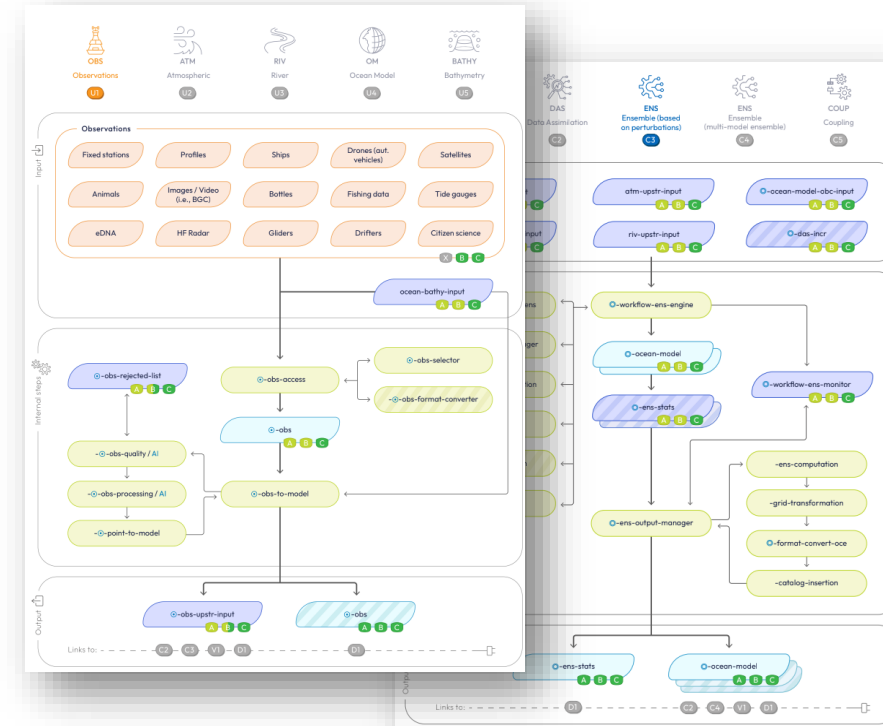 OBS
Observations
U1
ATM
Atmospheric
U2
RIV
River
U3
OM
Ocean Model
U4
BATHY
Bathymetry
U5
Input
Observations
Fixed stations
Profiles
Ships
Drones (aut.
vehicles)
Satellites
Animals
Images / Video
(i.e., BGC)
Bottles
Fishing data
Tide gauges
eDNA
HF Radar
Gliders
Drifters
Citizen science
X B C
ocean-bathy-input
A B C
Internal steps
-obs-rejected-list
A B C
-obs-access
-obs-selector
-obs-format-converter
-obs
A B C
-obs-quality / AI
-obs-processing / AI
-point-to-model
-obs-to-model
Output
-obs-upstr-input
A B C
-obs
A B C
Links to:
C2 C3 V1 D1 D1
DAS
Data Assimilation
C2
ENS
Ensemble (based
on perturbations)
C3
ENS
Ensemble
(multi-model ensemble)
C4
COUP
Coupling
C5
atm-upstr-input
A B C
-ocean-model-obc-input
A B C
B C
riv-upstr-input
A B C
-das-incr
A B C
-workflow-ens-engine
-ocean-model
A B C
-workflow-ens-monitor
A B C
-ens-stats
A B C
-ens-computation
-grid-transformation
-ens-output-manager
-format-convert-oce
-catalog-insertion
-ens-stats
A B C
-ocean-model
A B C
Links to:
D1 C2 C4 V1 D1